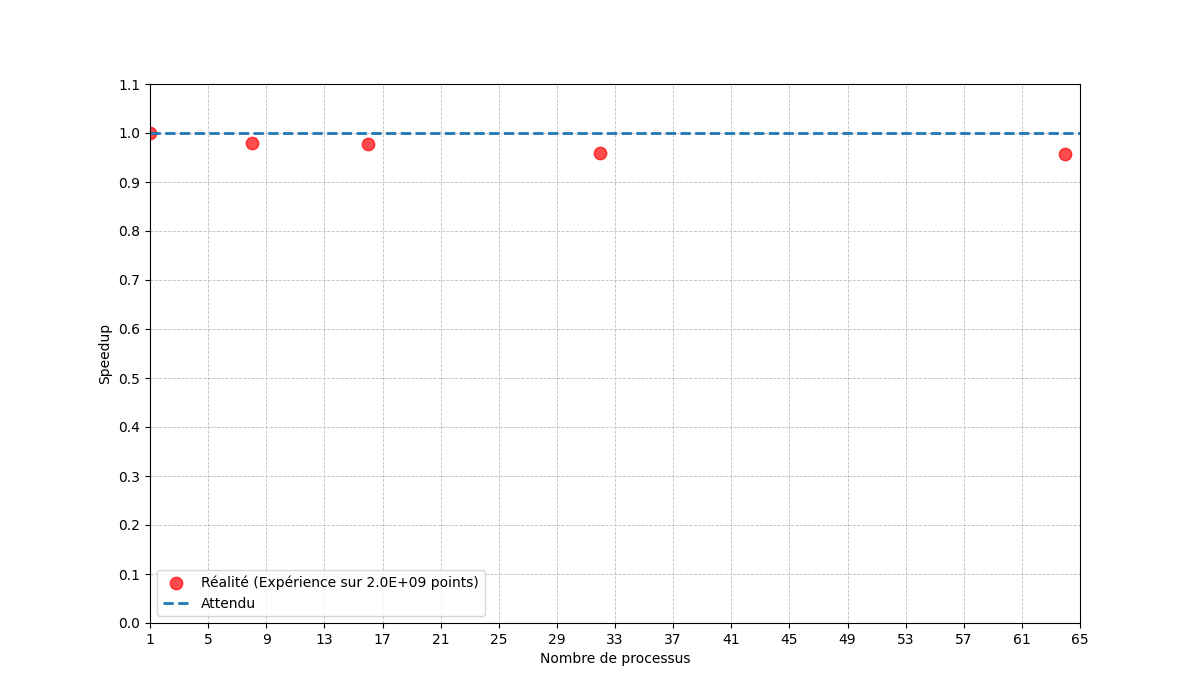 1.1
1.0
0.9
0.8
0.7
0.6
0.5
0.4
0.3
0.2
0.1
0.0
Speedup
Réalité (Expérience sur 2.0E+09 points)
Attendu
1 5 9 13 17 21 25 29 33 37 41 45 49 53 57 61 65
Nombre de processus